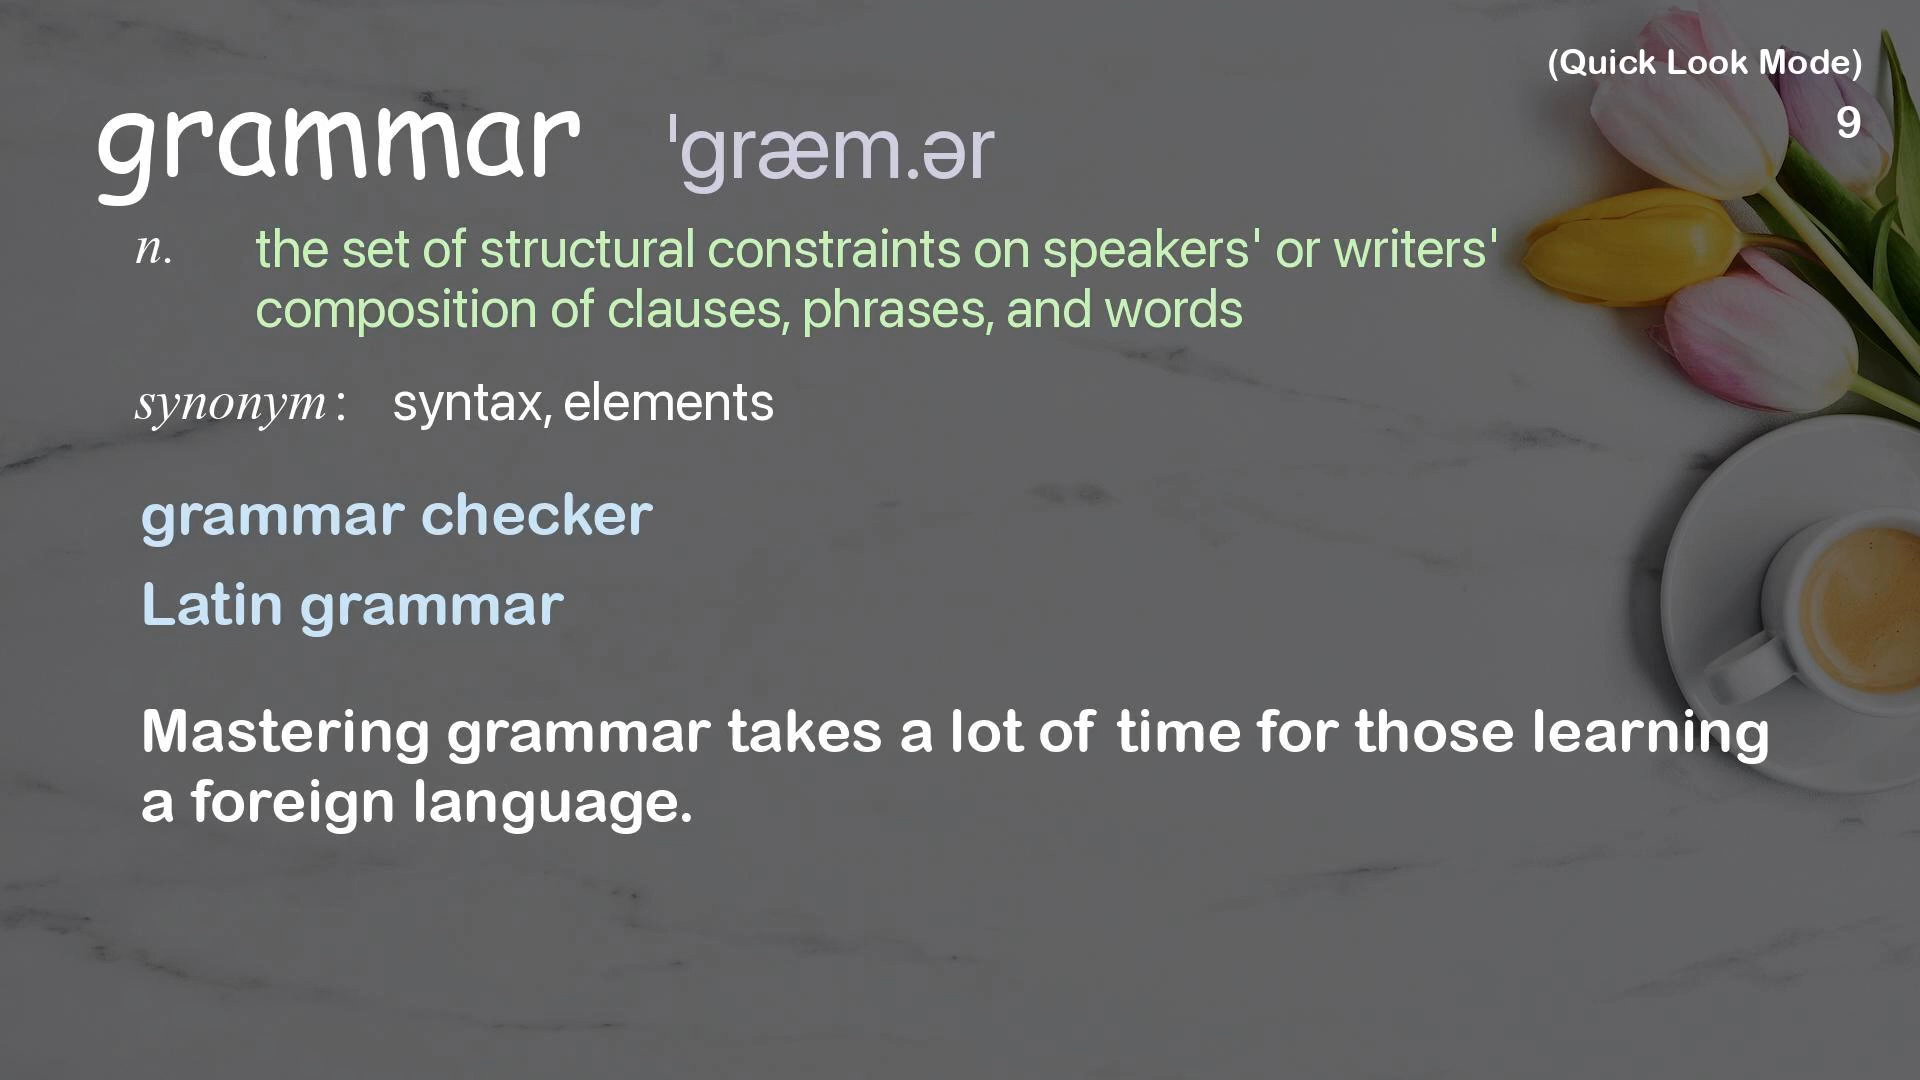 (Quick Look Mode)
9
grammar ˈɡræm.ər
n. the set of structural constraints on speakers' or writers'
composition of clauses, phrases, and words
synonym: syntax, elements
grammar checker
Latin grammar
Mastering grammar takes a lot of time for those learning
a foreign language.